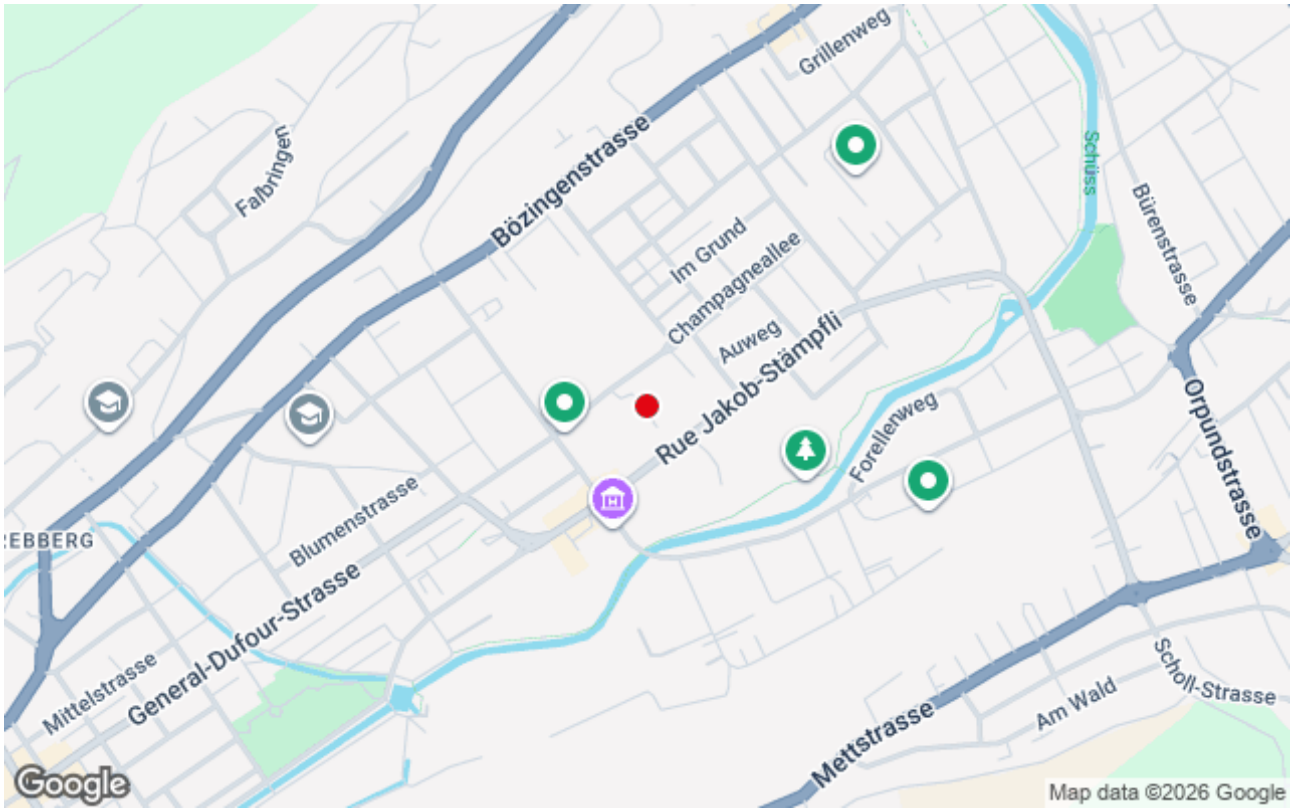 Grillenweg
Falbringen
Bözingenstrasse
Schüss
Bürenstrasse
Im Grund
Champagneallee
Auweg
Rue Jakob-Stämpfli
Forellenweg
Orpundstrasse
Blumenstrasse
REBBERG
General-Dufour-Strasse
Mittelstrasse
Scholl-Strasse
Am Wald
Mettstrasse
H
Google
Map data ©2026 Google